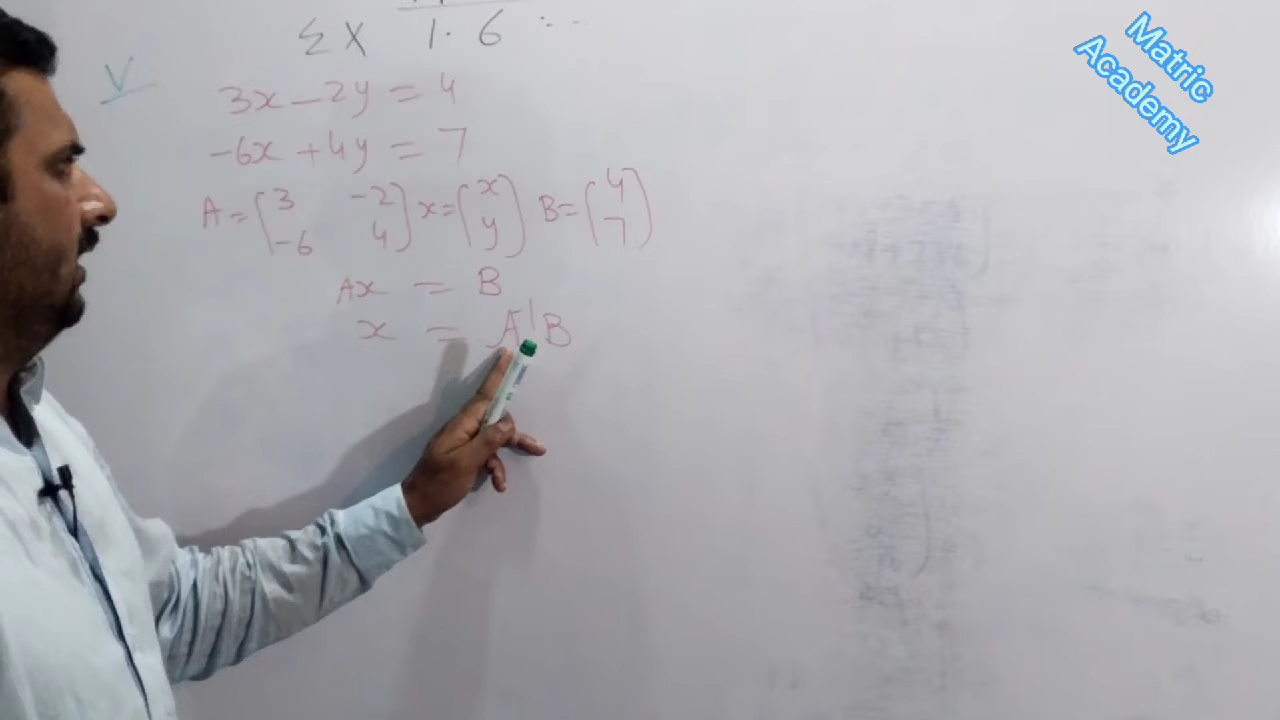 Ex 1.6
V
3x - 2y = 4
-6x + 4y = 7
A = [3 -2 x = [x B = [4
-6 4] y] 7]
Ax = B
x = A⁻¹B
Matric
Academy